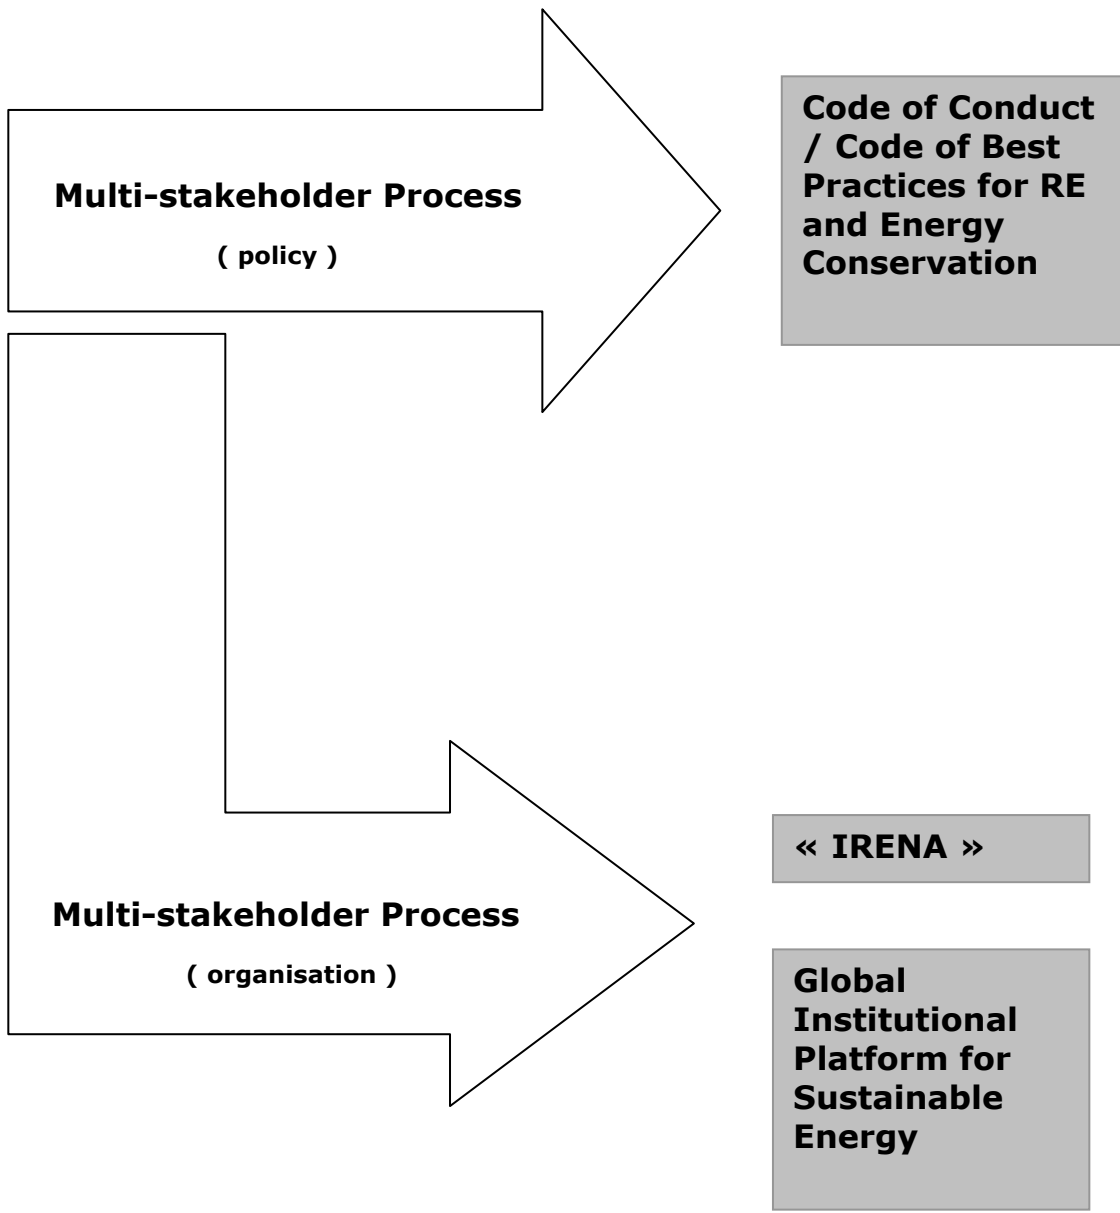 Multi-stakeholder Process
( policy )
Code of Conduct
/ Code of Best
Practices for RE
and Energy
Conservation
Multi-stakeholder Process
( organisation )
« IRENA »
Global
Institutional
Platform for
Sustainable
Energy